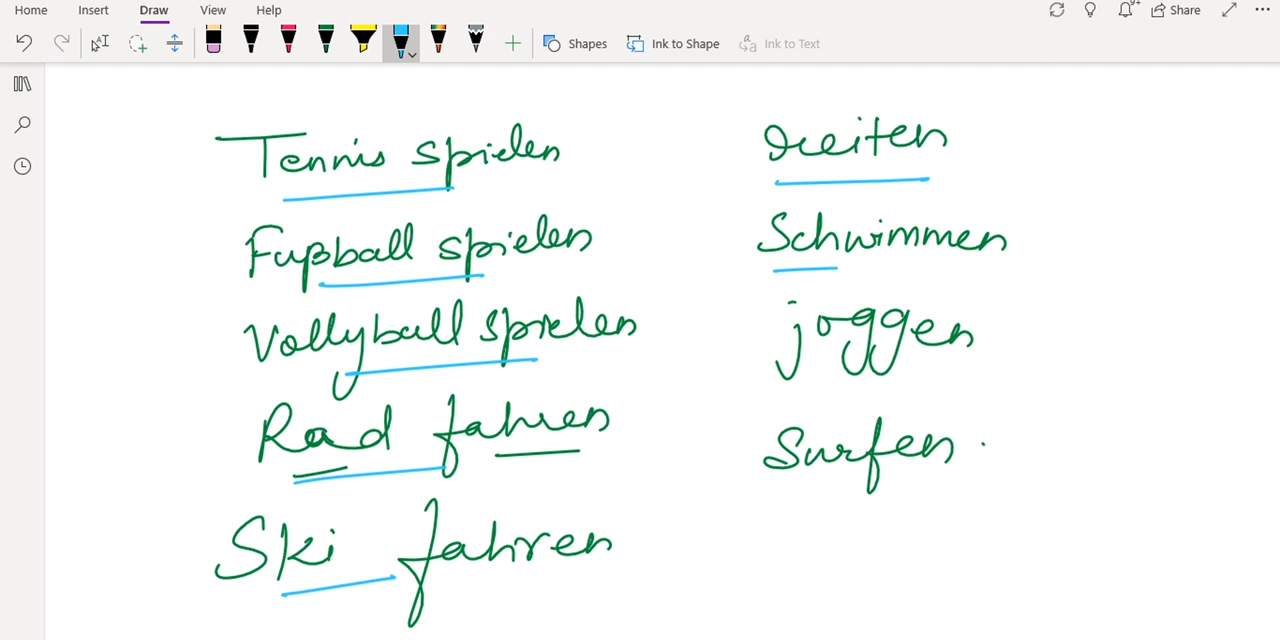 Home Insert Draw View Help Share
Shapes Ink to Shape Ink to Text
Tennis spielen
Fußball spielen
Vollyball spielen
Rad fahren
Ski fahren
reiten
Schwimmen
joggen
Surfen.